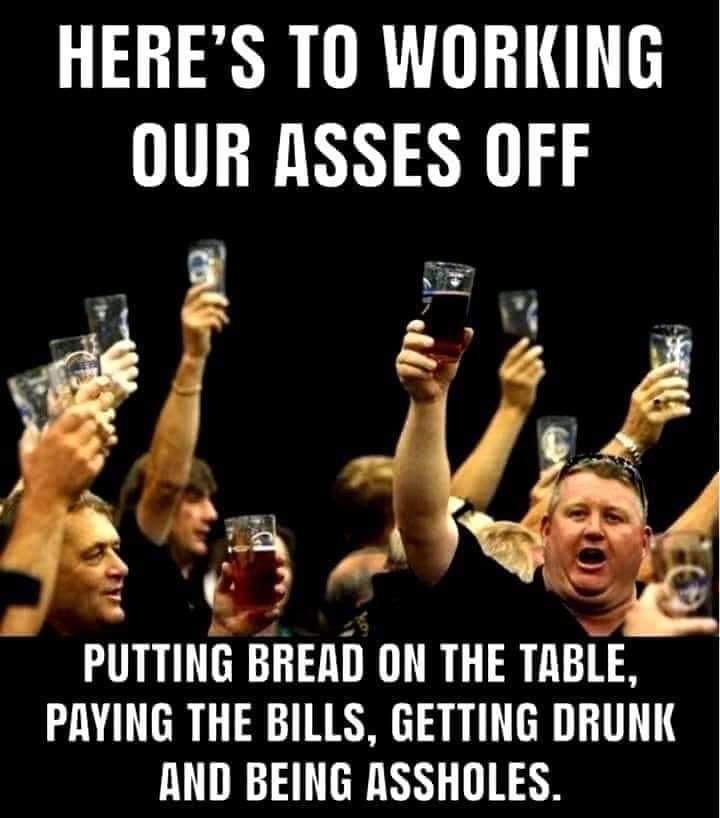 HERE’S TO WORKING
OUR ASSES OFF
PUTTING BREAD ON THE TABLE,
PAYING THE BILLS, GETTING DRUNK
AND BEING ASSHOLES.